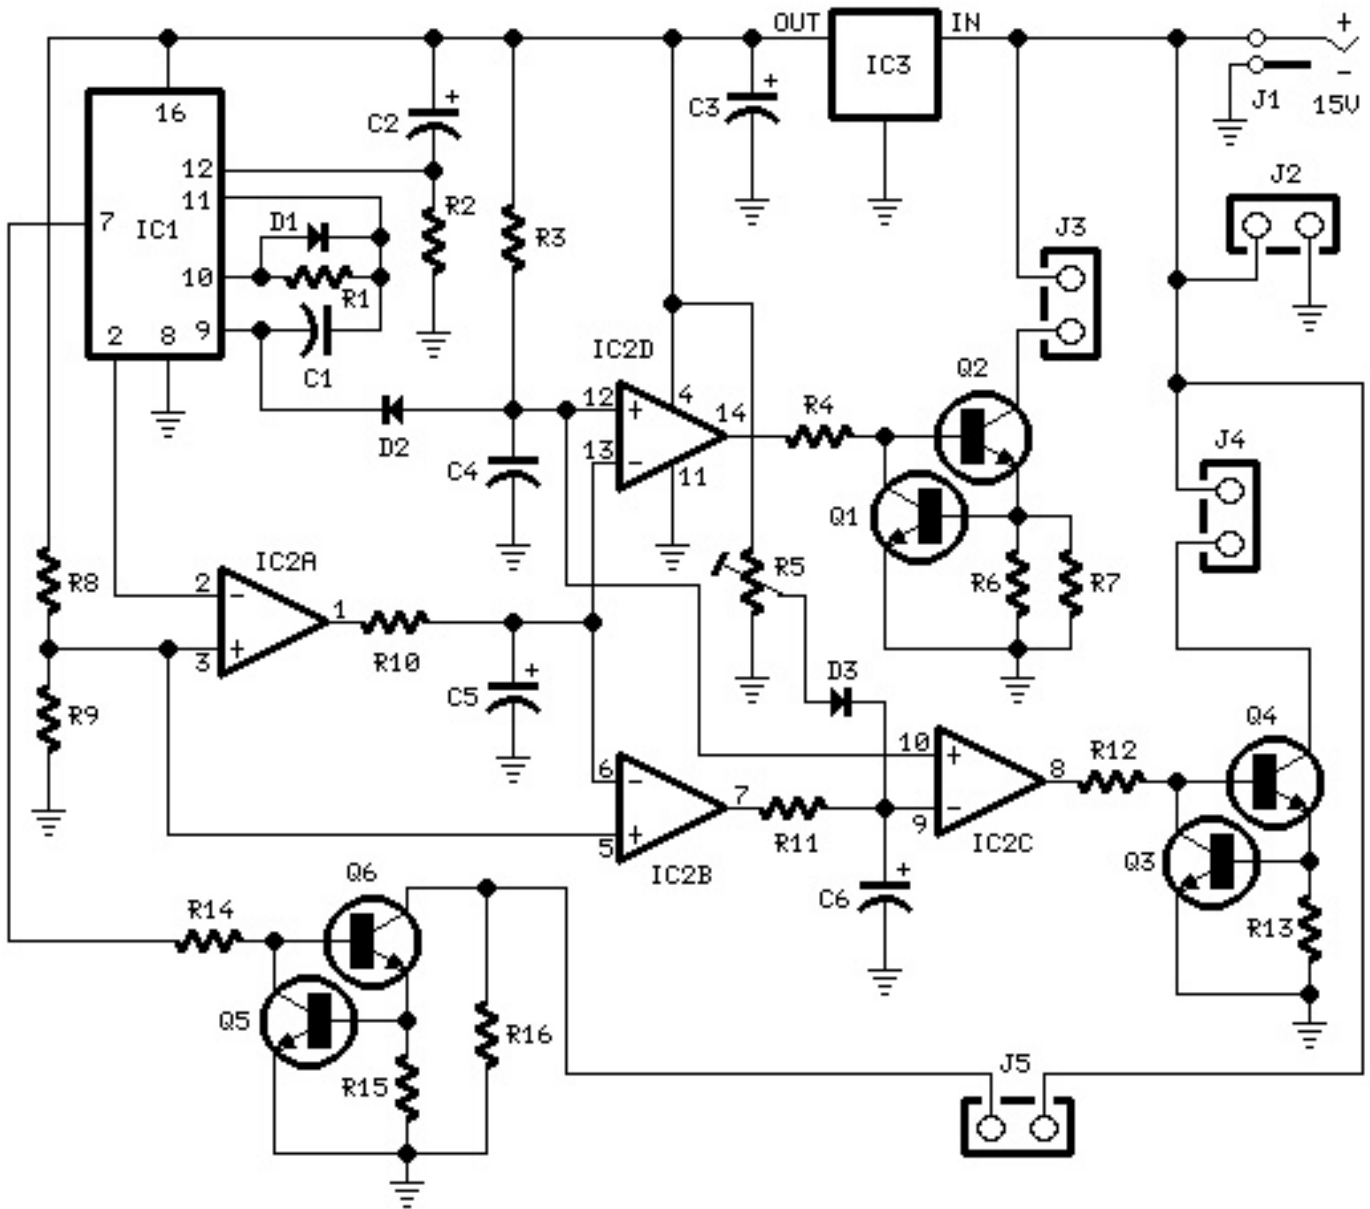 OUT IC3 IN
+
-
J1 15V
C3 +
C2 +
16
12
11
7 IC1 D1
10
R1
9
2 8
C1
R2
R3
J3
J2
IC2D
12 +
13 -
4
14
11
R4
Q2
Q1
D2
C4
J4
R8
IC2A
2 -
3 +
1
R10
R5
R6 R7
R9
C5 +
D3
10 +
9 -
8
IC2C
R12
Q4
Q3
6 -
5 +
7
IC2B
R11
C6 +
R13
Q6
R14
Q5
R15
R16
J5